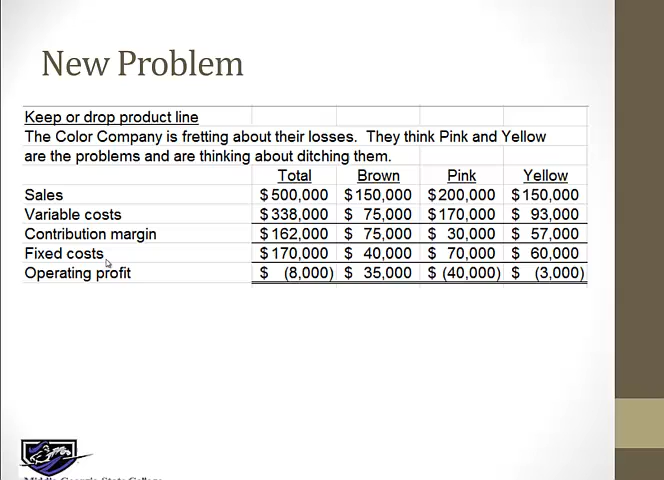 New Problem
Keep or drop product line
The Color Company is fretting about their losses. They think Pink and Yellow
are the problems and are thinking about ditching them.
Total Brown Pink Yellow
Sales $500,000 $150,000 $200,000 $150,000
Variable costs $338,000 $ 75,000 $170,000 $ 93,000
Contribution margin $162,000 $ 75,000 $ 30,000 $ 57,000
Fixed costs $170,000 $ 40,000 $ 70,000 $ 60,000
Operating profit $ (8,000) $ 35,000 $ (40,000) $ (3,000)
Middle Georgia State College